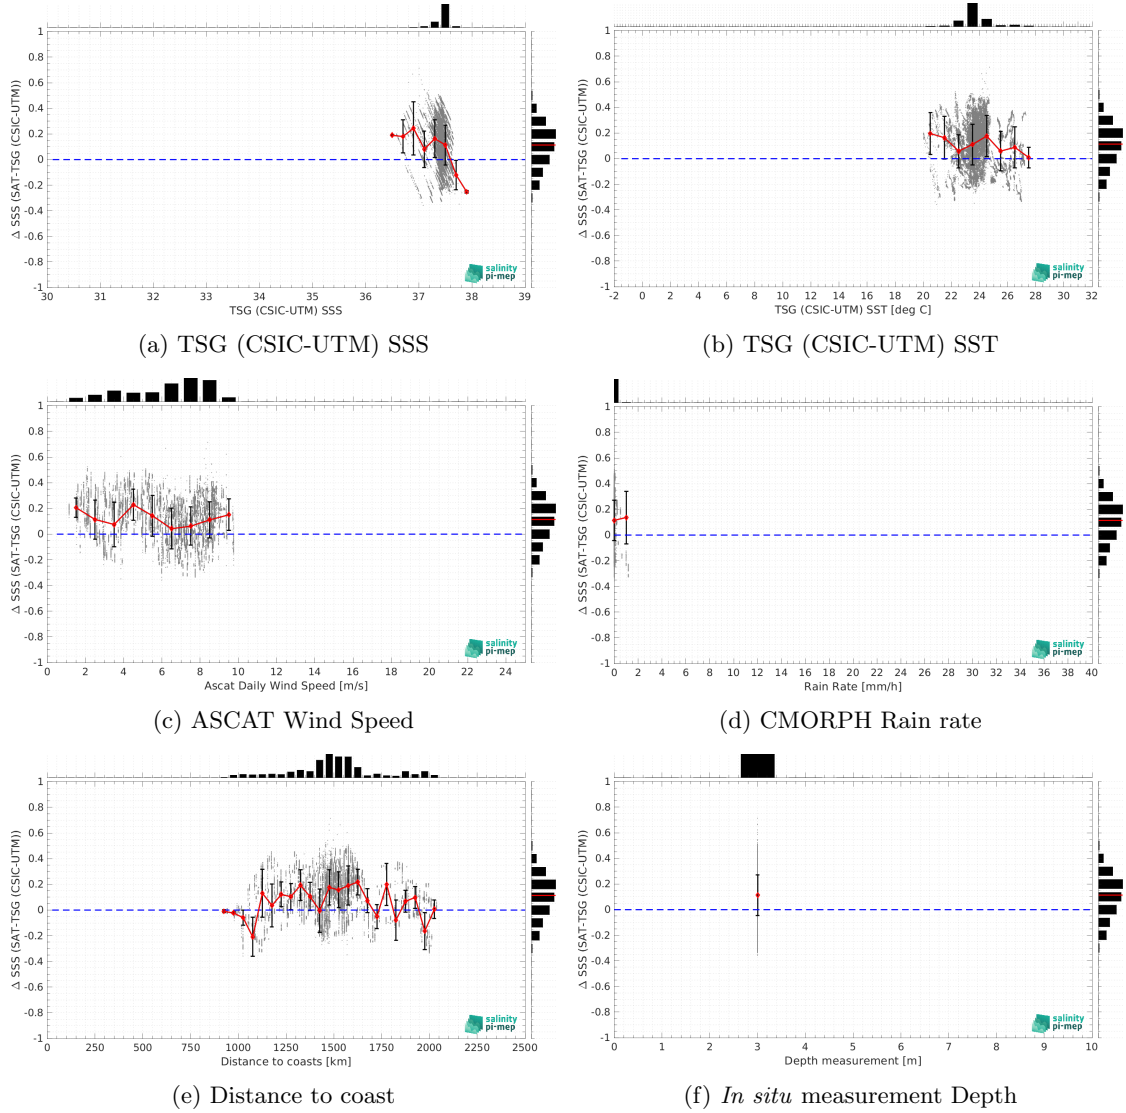 1
0.8
0.6
0.4
0.2
0
-0.2
-0.4
-0.6
-0.8
-1
Δ SSS (SAT-TSG (CSIC-UTM))
30 31 32 33 34 35 36 37 38 39
TSG (CSIC-UTM) SSS
salinity
pi-mep
(a) TSG (CSIC-UTM) SSS
1
0.8
0.6
0.4
0.2
0
-0.2
-0.4
-0.6
-0.8
-1
Δ SSS (SAT-TSG (CSIC-UTM))
-2 0 2 4 6 8 10 12 14 16 18 20 22 24 26 28 30 32
TSG (CSIC-UTM) SST [deg C]
salinity
pi-mep
(b) TSG (CSIC-UTM) SST
1
0.8
0.6
0.4
0.2
0
-0.2
-0.4
-0.6
-0.8
-1
Δ SSS (SAT-TSG (CSIC-UTM))
0 2 4 6 8 10 12 14 16 18 20 22 24
Ascat Daily Wind Speed [m/s]
salinity
pi-mep
(c) ASCAT Wind Speed
1
0.8
0.6
0.4
0.2
0
-0.2
-0.4
-0.6
-0.8
-1
Δ SSS (SAT-TSG (CSIC-UTM))
0 2 4 6 8 10 12 14 16 18 20 22 24 26 28 30 32 34 36 38 40
Rain Rate [mm/h]
salinity
pi-mep
(d) CMORPH Rain rate
1
0.8
0.6
0.4
0.2
0
-0.2
-0.4
-0.6
-0.8
-1
Δ SSS (SAT-TSG (CSIC-UTM))
0 250 500 750 1000 1250 1500 1750 2000 2250 2500
Distance to coasts [km]
salinity
pi-mep
(e) Distance to coast
1
0.8
0.6
0.4
0.2
0
-0.2
-0.4
-0.6
-0.8
-1
Δ SSS (SAT-TSG (CSIC-UTM))
0 1 2 3 4 5 6 7 8 9 10
Depth measurement [m]
salinity
pi-mep
(f) In situ measurement Depth